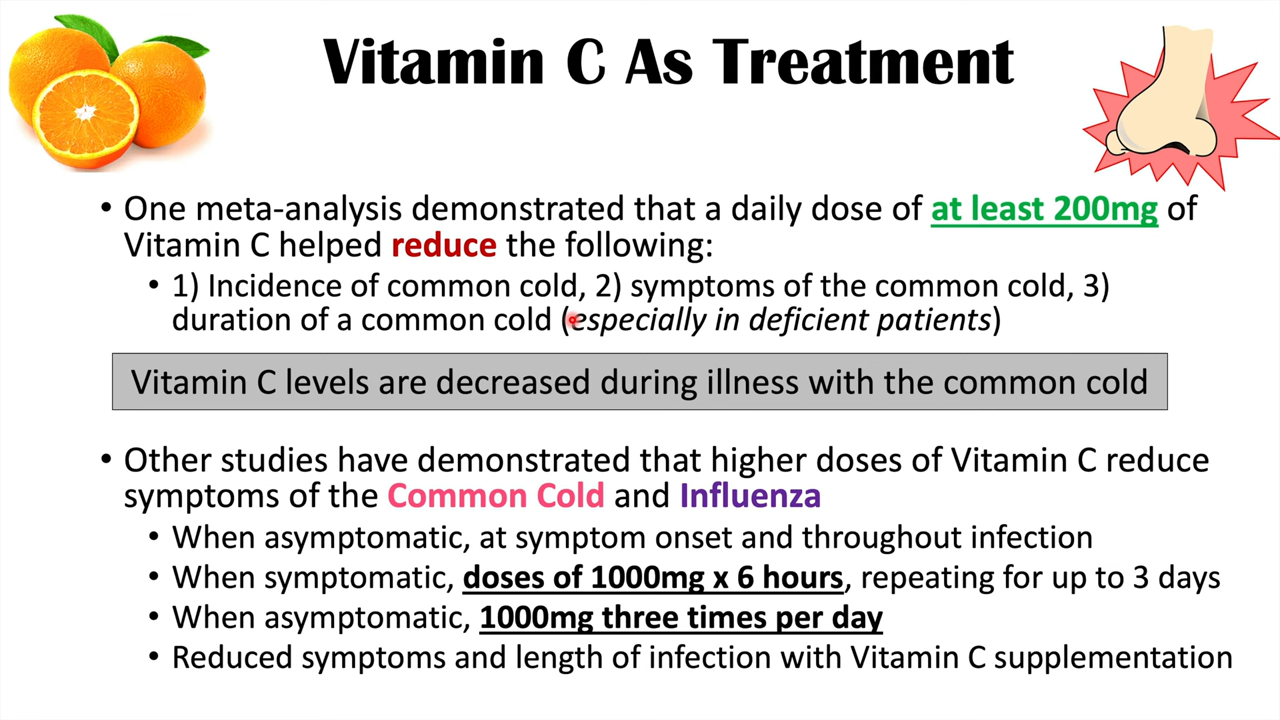 Vitamin C As Treatment
• One meta-analysis demonstrated that a daily dose of at least 200mg of
Vitamin C helped reduce the following:
• 1) Incidence of common cold, 2) symptoms of the common cold, 3)
duration of a common cold (especially in deficient patients)
Vitamin C levels are decreased during illness with the common cold
• Other studies have demonstrated that higher doses of Vitamin C reduce
symptoms of the Common Cold and Influenza
• When asymptomatic, at symptom onset and throughout infection
• When symptomatic, doses of 1000mg x 6 hours, repeating for up to 3 days
• When asymptomatic, 1000mg three times per day
• Reduced symptoms and length of infection with Vitamin C supplementation